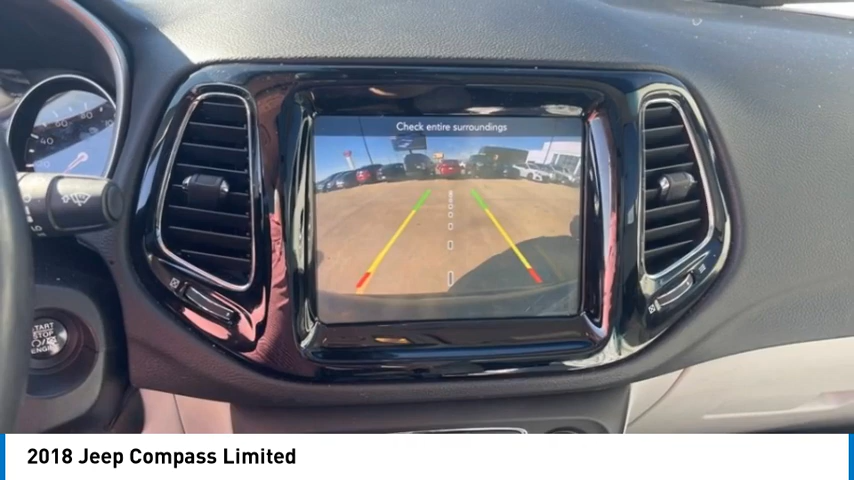 Check entire surroundings
START
STOP
ENGINE
2018 Jeep Compass Limited